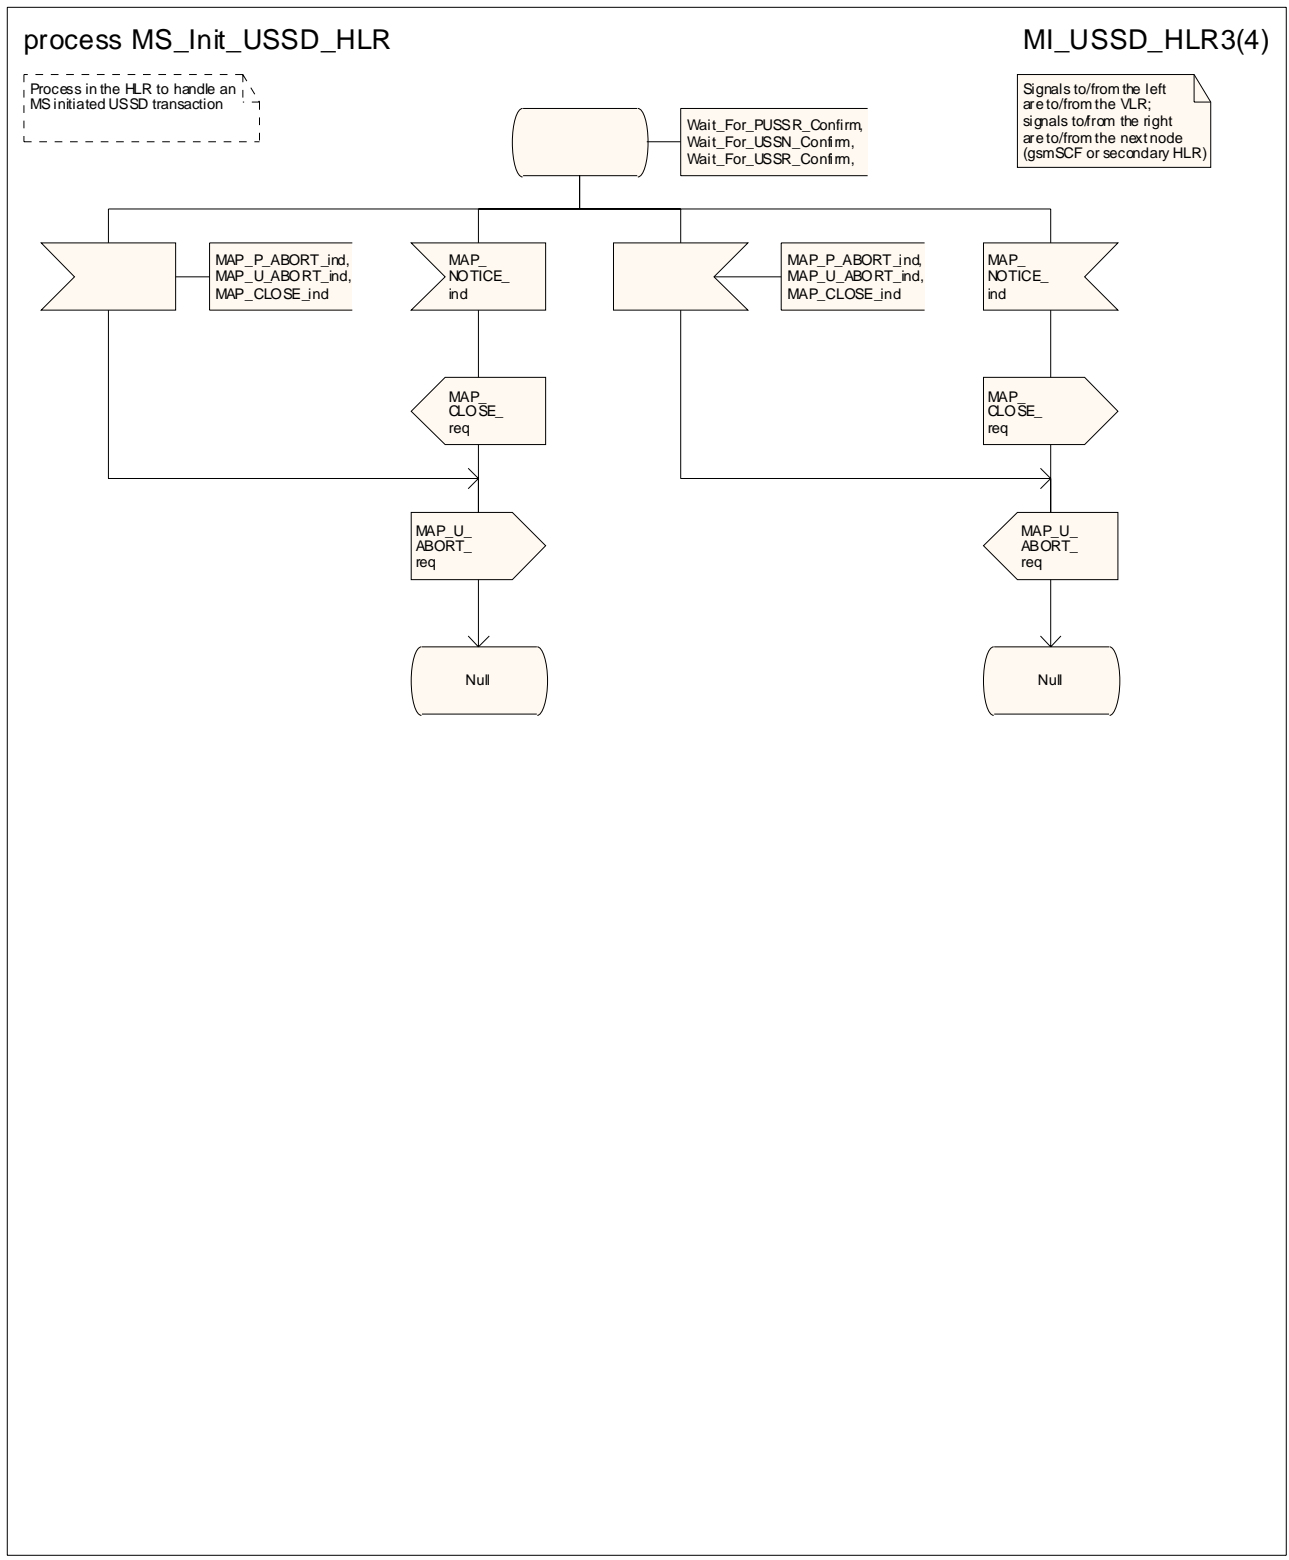 process MS_Init_USSD_HLR
MI_USSD_HLR3(4)
Process in the HLR to handle an
MS initiated USSD transaction
Signals to/from the left
are to/from the VLR;
signals to/from the right
are to/from the next node
(gsmSCF or secondary HLR)
Wait_For_PUSSR_Confirm,
Wait_For_USSN_Confirm,
Wait_For_USSR_Confirm,
MAP_P_ABORT_ind,
MAP_U_ABORT_ind,
MAP_CLOSE_ind
MAP_
NOTICE_
ind
MAP_P_ABORT_ind,
MAP_U_ABORT_ind,
MAP_CLOSE_ind
MAP_
NOTICE_
ind
MAP_
CLOSE_
req
MAP_
CLOSE_
req
MAP_U_
ABORT_
req
MAP_U_
ABORT_
req
Null
Null